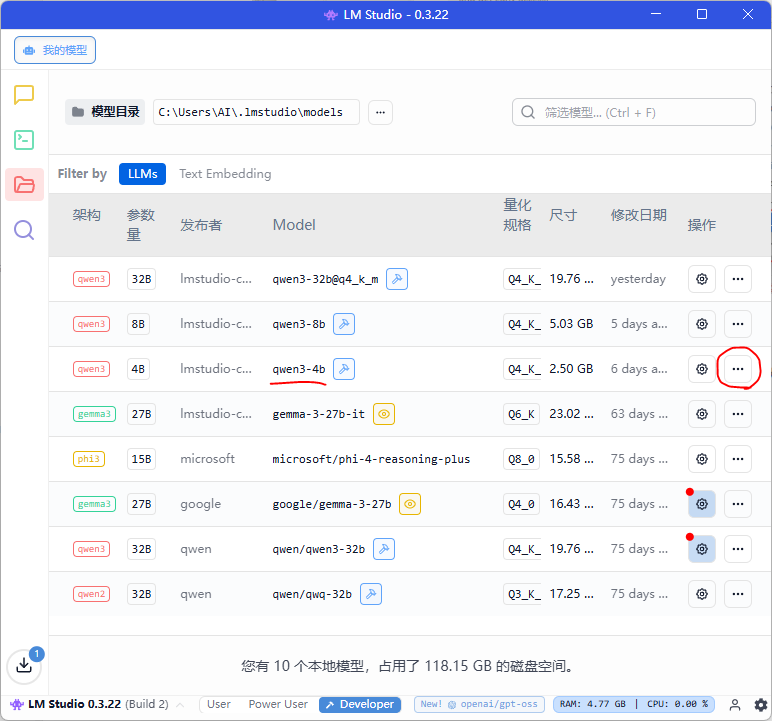 LM Studio - 0.3.22
我的模型
模型目录 C:\Users\AI\.lmstudio\models ... 筛选模型... (Ctrl + F)
Filter by LLMs Text Embedding
架构 参数量 发布者 Model 量化规格 尺寸 修改日期 操作
qwen3 32B lmstudio-c... qwen3-32b@q4_k_m Q4_K_ 19.76 ... yesterday ...
qwen3 8B lmstudio-c... qwen3-8b Q4_K_ 5.03 GB 5 days a... ...
qwen3 4B lmstudio-c... qwen3-4b Q4_K_ 2.50 GB 6 days a... ...
gemma3 27B lmstudio-c... gemma-3-27b-it Q6_K 23.02 ... 63 days ... ...
phi3 15B microsoft microsoft/phi-4-reasoning-plus Q8_0 15.58 ... 75 days ... ...
gemma3 27B google google/gemma-3-27b Q4_0 16.43 ... 75 days ... ...
qwen3 32B qwen qwen/qwen3-32b Q4_K_ 19.76 ... 75 days ... ...
qwen2 32B qwen qwen/qwq-32b Q3_K_ 17.25 ... 75 days ... ...
您有 10 个本地模型，占用了 118.15 GB 的磁盘空间。
1
LM Studio 0.3.22 (Build 2) User Power User Developer New! openai/gpt-oss RAM: 4.77 GB | CPU: 0.00 %